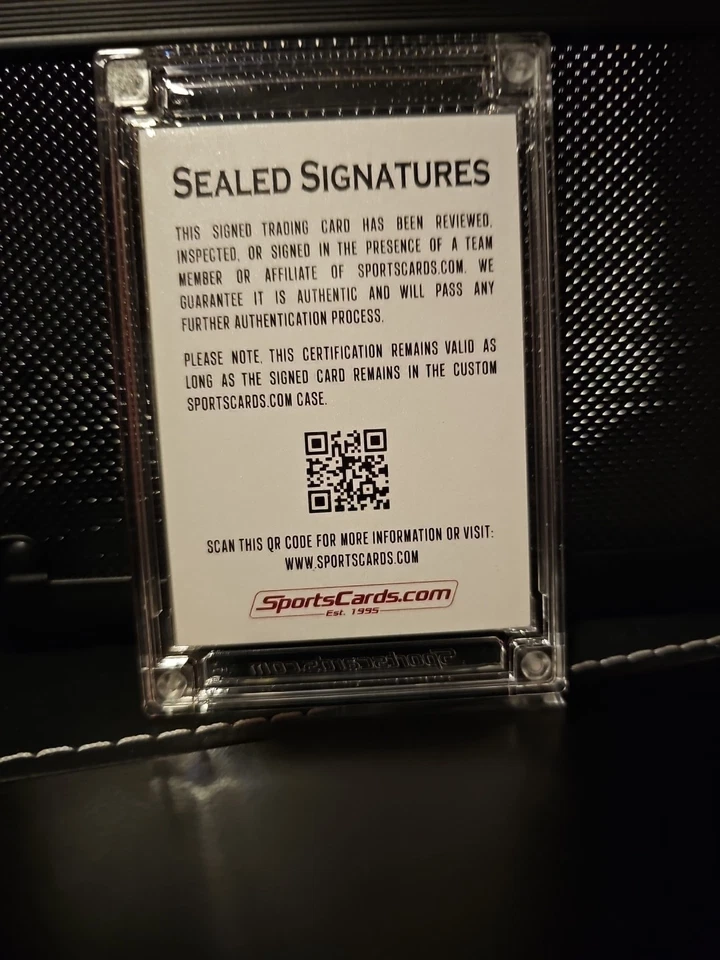 SEALED SIGNATURES
THIS SIGNED TRADING CARD HAS BEEN REVIEWED,
INSPECTED, OR SIGNED IN THE PRESENCE OF A TEAM
MEMBER OR AFFILIATE OF SPORTSCARDS.COM. WE
GUARANTEE IT IS AUTHENTIC AND WILL PASS ANY
FURTHER AUTHENTICATION PROCESS.
PLEASE NOTE, THIS CERTIFICATION REMAINS VALID AS
LONG AS THE SIGNED CARD REMAINS IN THE CUSTOM
SPORTSCARDS.COM CASE.
SCAN THIS QR CODE FOR MORE INFORMATION OR VISIT:
WWW.SPORTSCARDS.COM
SportsCards.com
Est. 1995
Sportscards.com